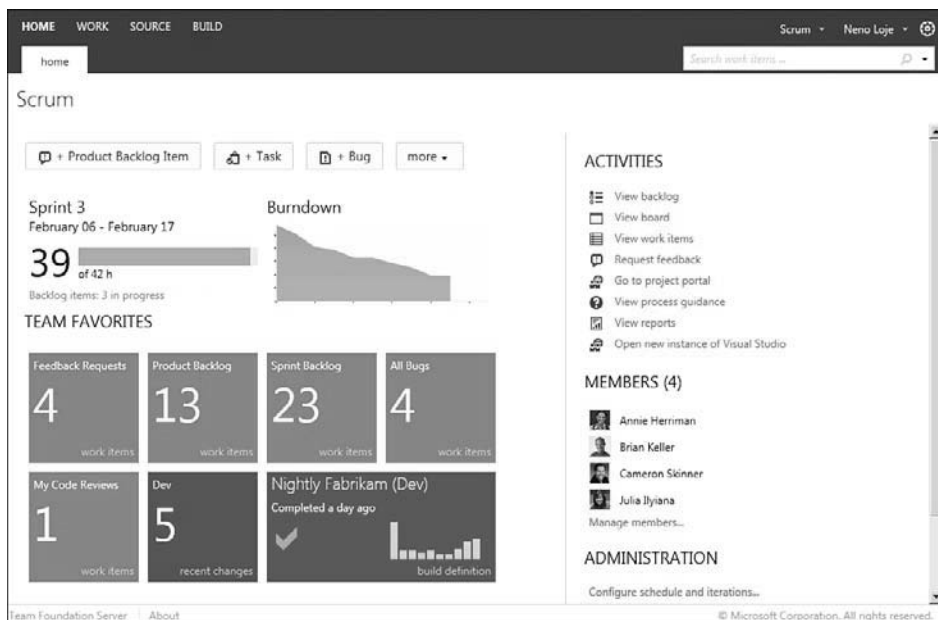 HOME WORK SOURCE BUILD
Scrum Neno Loje
home
Search work items ...
Scrum
+ Product Backlog Item + Task + Bug more
Sprint 3
February 06 - February 17
39
of 42 h
Backlog items: 3 in progress
Burndown
TEAM FAVORITES
Feedback Requests
4
work items
Product Backlog
13
work items
Sprint Backlog
23
work items
All Bugs
4
work items
My Code Reviews
1
work items
Dev
5
recent changes
Nightly Fabrikam (Dev)
Completed a day ago
build definition
ACTIVITIES
View backlog
View board
View work items
Request feedback
Go to project portal
View process guidance
View reports
Open new instance of Visual Studio
MEMBERS (4)
Annie Herriman
Brian Keller
Cameron Skinner
Julia Ilyiana
Manage members...
ADMINISTRATION
Configure schedule and iterations...
Team Foundation Server About
© Microsoft Corporation. All rights reserved.